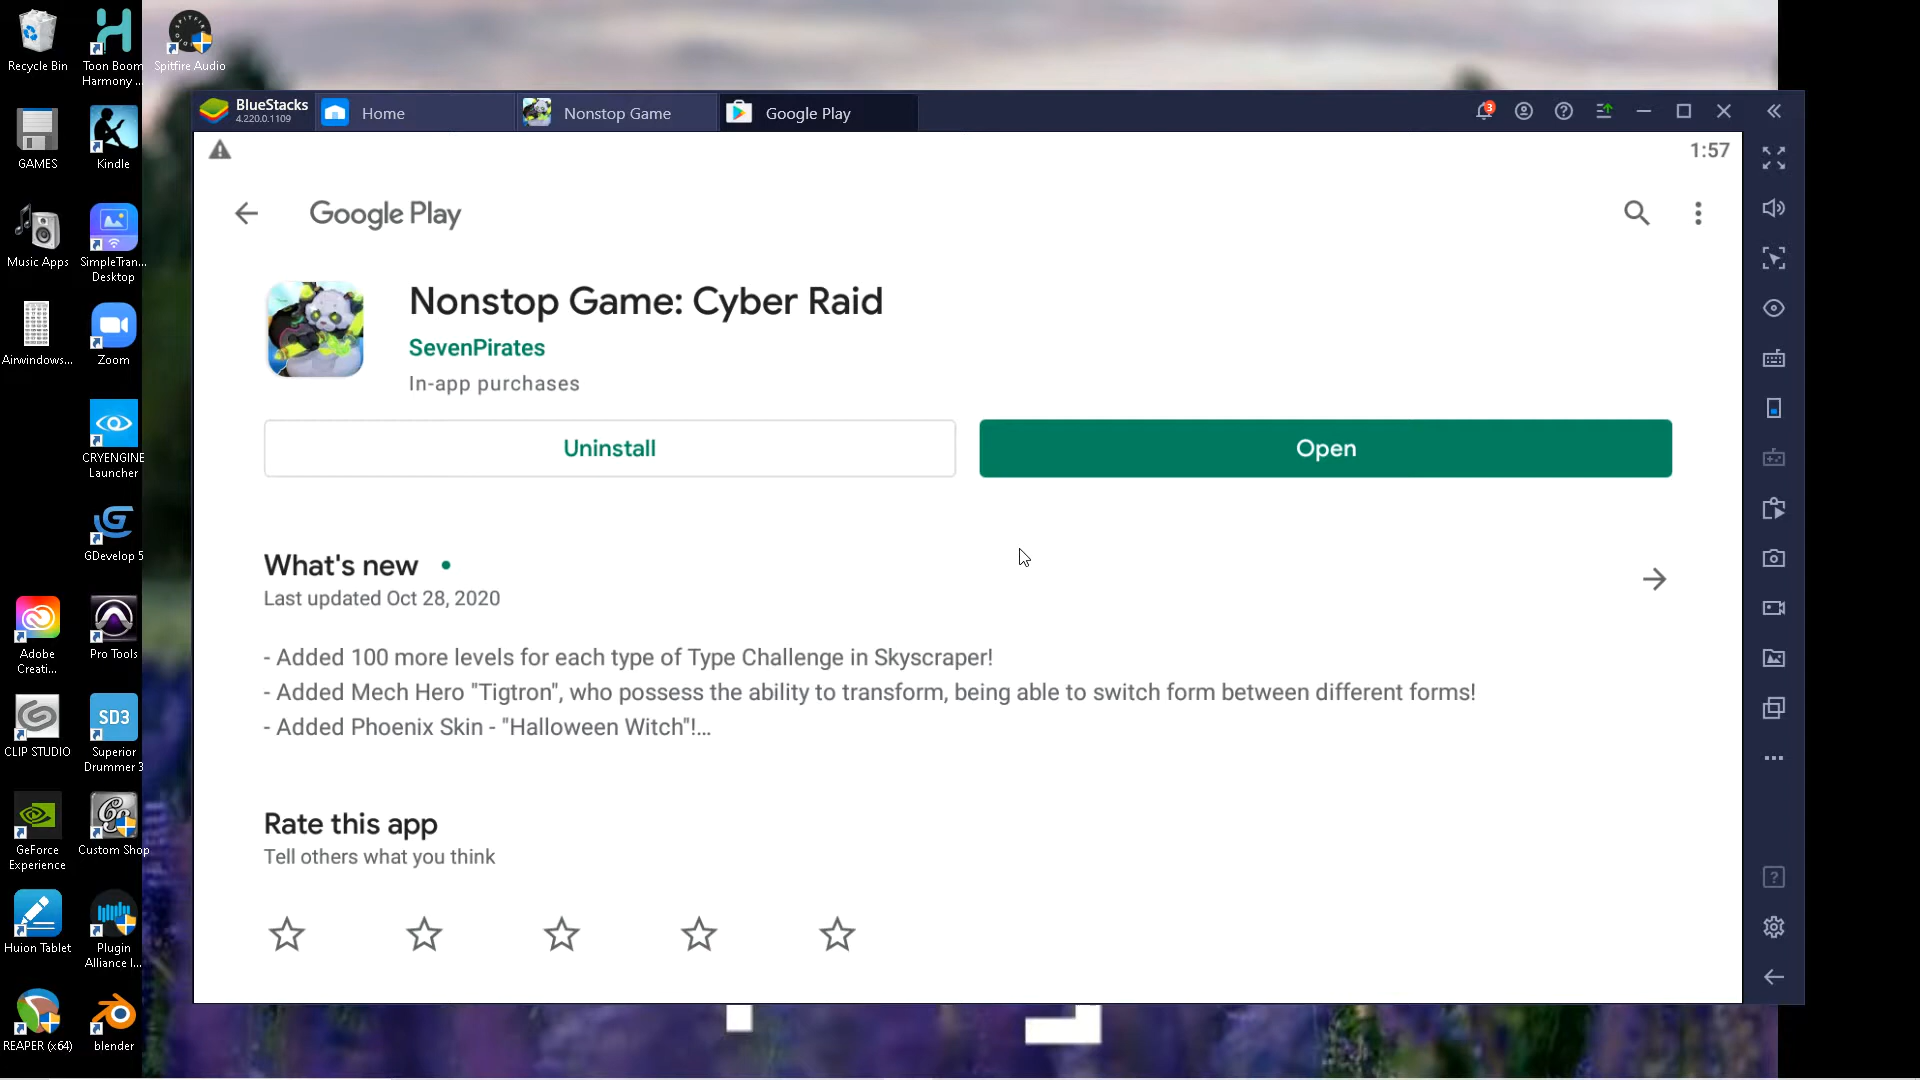 Recycle Bin
Toon Boom
Harmony ...
Spitfire Audio
GAMES
Kindle
Music Apps
SimpleTran...
Desktop
Airwindows...
Zoom
CRYENGINE
Launcher
GDevelop 5
Adobe
Creati...
Pro Tools
CLIP STUDIO
SD3
Superior
Drummer 3
GeForce
Experience
Custom Shop
Huion Tablet
Plugin
Alliance I...
REAPER (x64)
blender
BlueStacks
4.220.0.1109
Home
Nonstop Game
Google Play
3
1:57
Google Play
Nonstop Game: Cyber Raid
SevenPirates
In-app purchases
Uninstall
Open
What's new
Last updated Oct 28, 2020
- Added 100 more levels for each type of Type Challenge in Skyscraper!
- Added Mech Hero "Tigtron", who possess the ability to transform, being able to switch form between different forms!
- Added Phoenix Skin - "Halloween Witch"!...
Rate this app
Tell others what you think